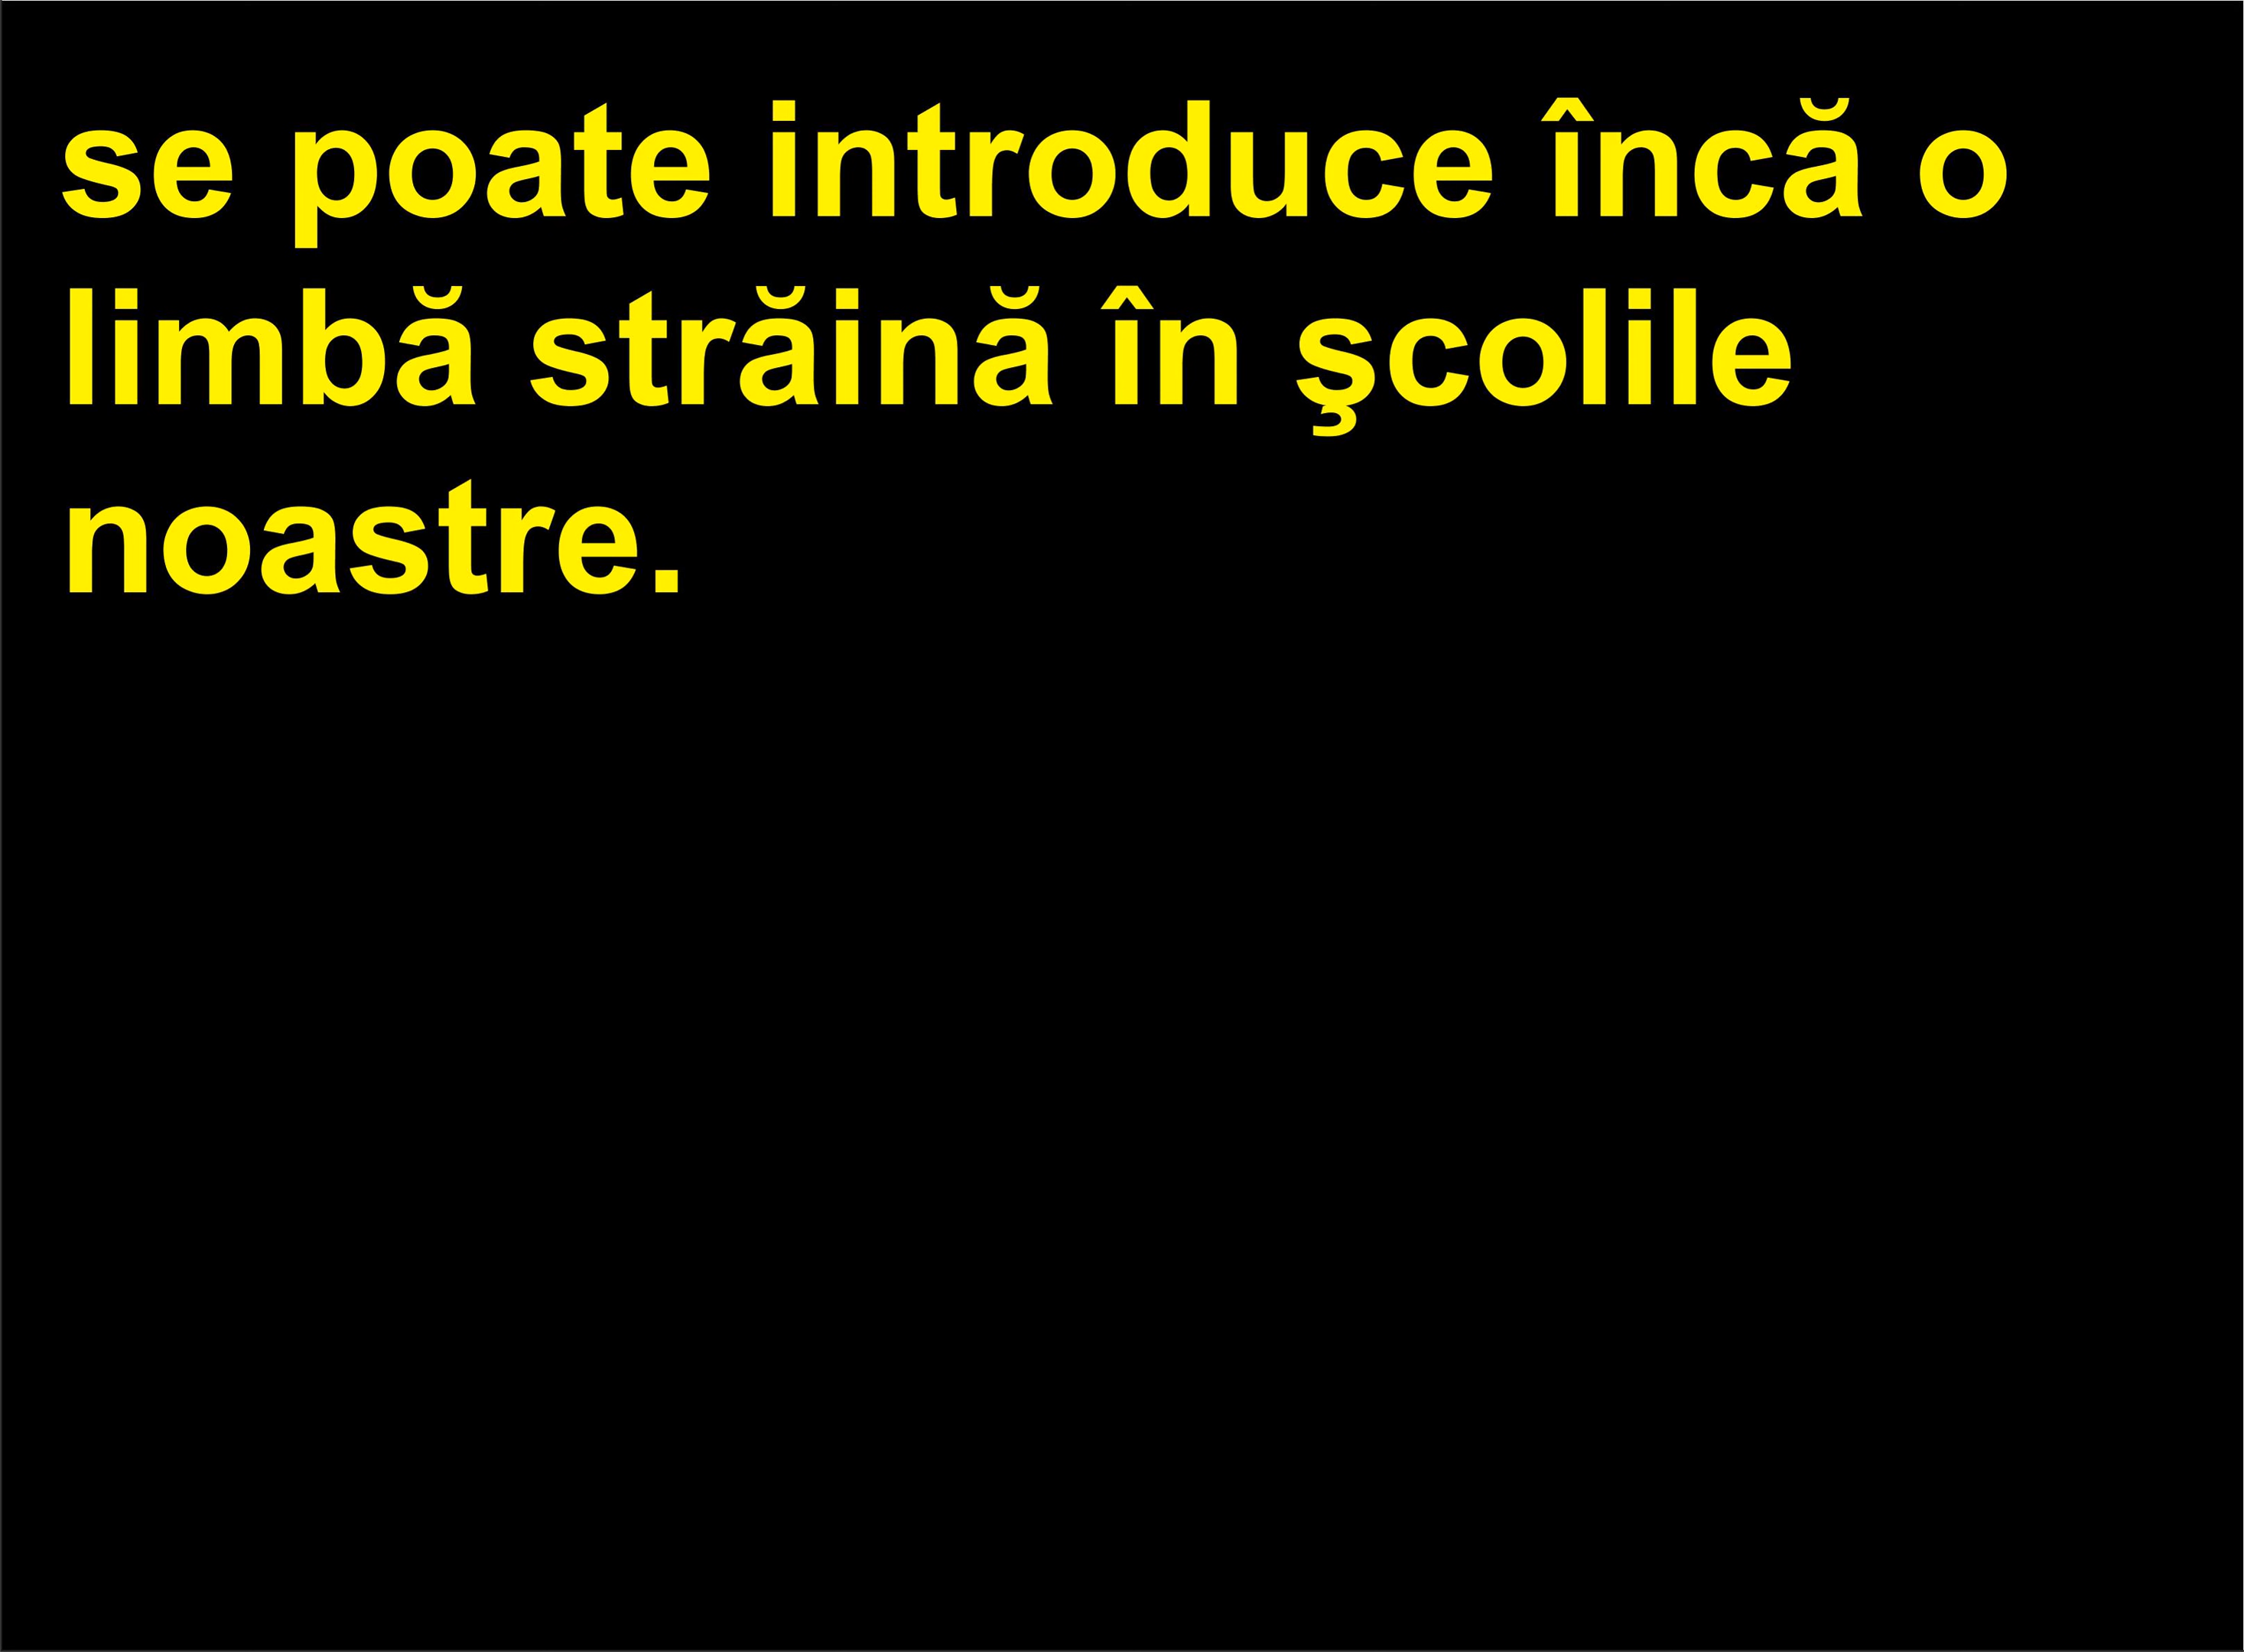 se poate introduce încă o
limbă străină în şcolile
noastre.